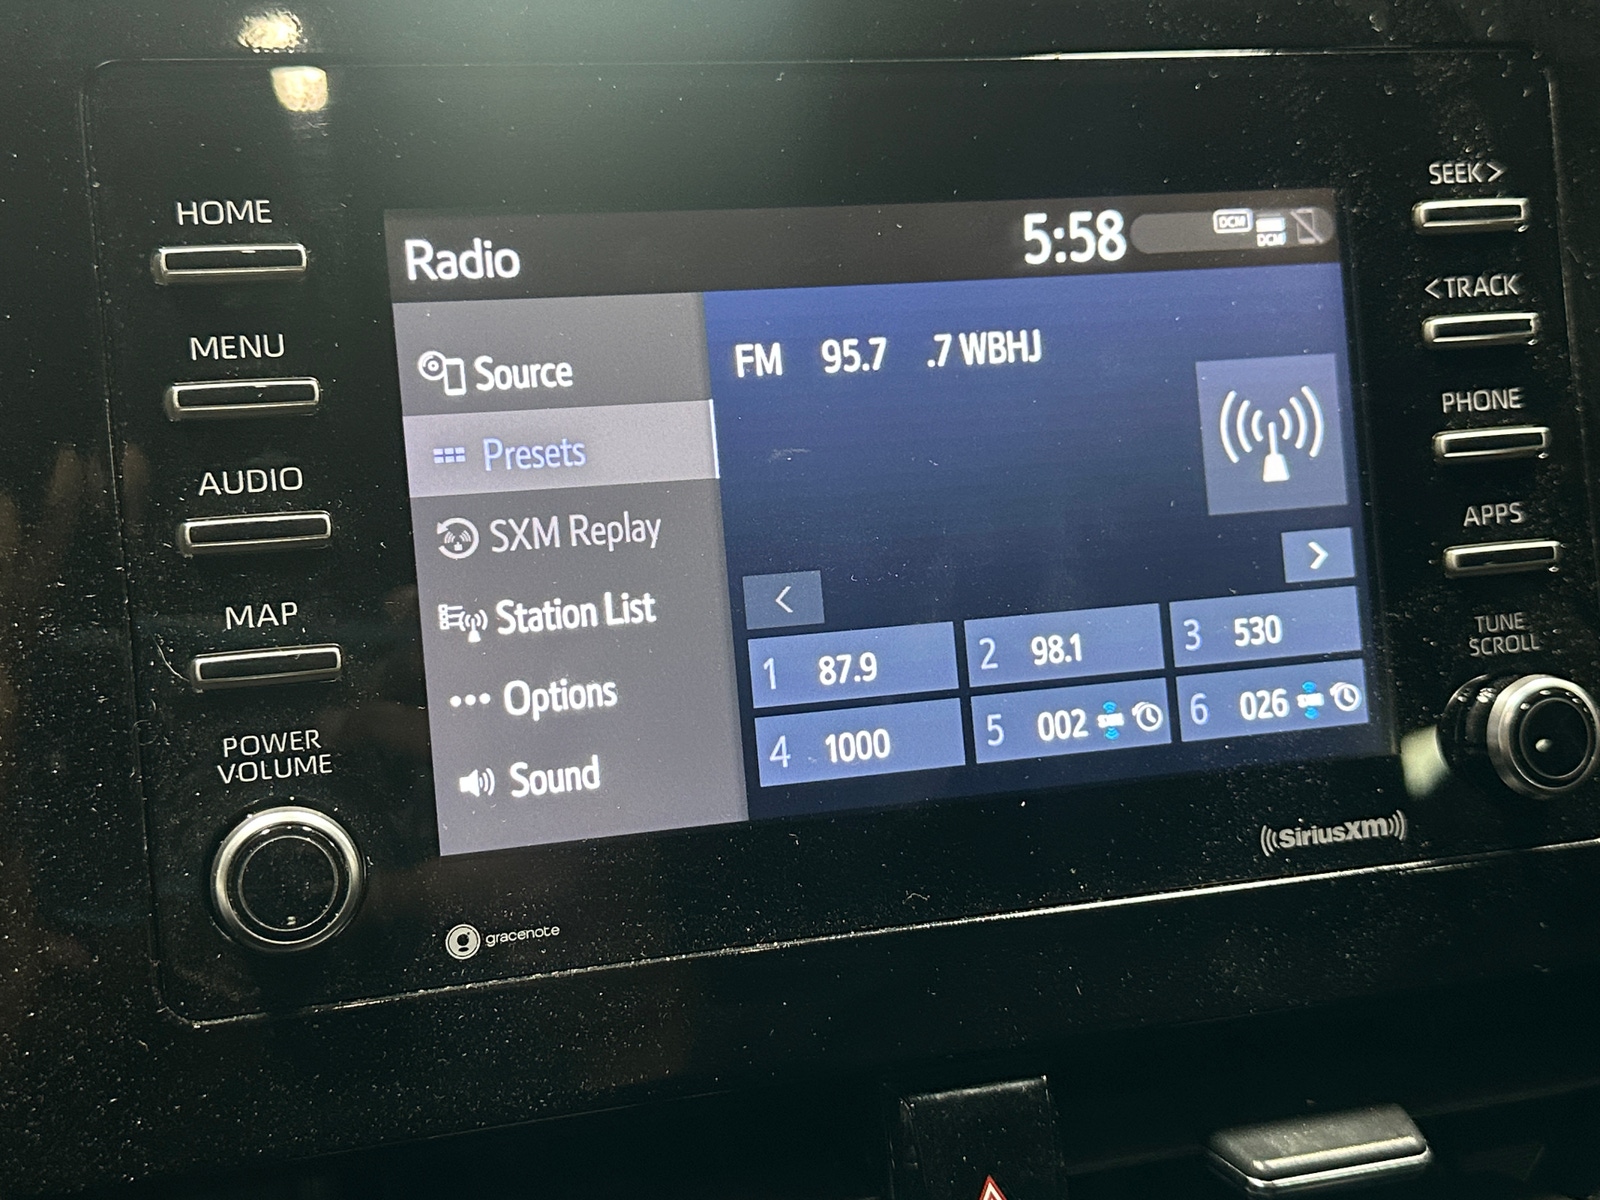 HOME
MENU
AUDIO
MAP
POWER
VOLUME
Radio
5:58
DCM
DCM
Source
Presets
SXM Replay
Station List
Options
Sound
FM 95.7 .7 WBHJ
<
>
1 87.9
2 98.1
3 530
4 1000
5 002
6 026
SEEK>
<TRACK
PHONE
APPS
TUNE
SCROLL
gracenote
((SiriusXM))